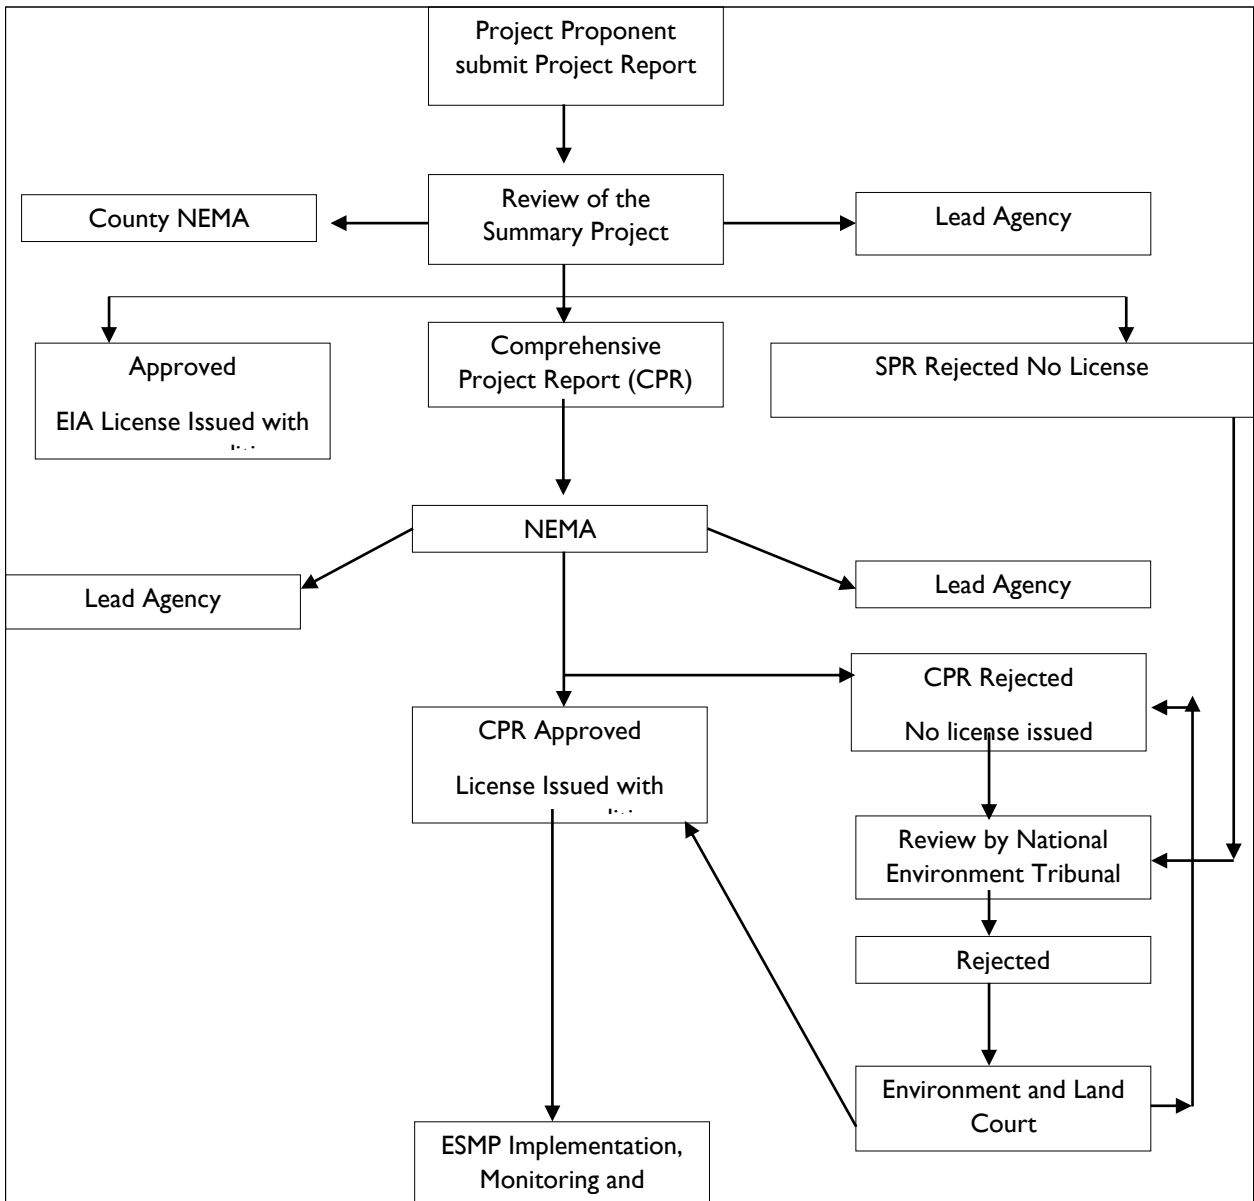 Project Proponent
submit Project Report
Review of the
Summary Project
County NEMA
Lead Agency
Approved
EIA License Issued with
Comprehensive
Project Report (CPR)
SPR Rejected No License
NEMA
Lead Agency
Lead Agency
CPR Rejected
No license issued
CPR Approved
License Issued with
Review by National
Environment Tribunal
Rejected
Environment and Land
Court
ESMP Implementation,
Monitoring and